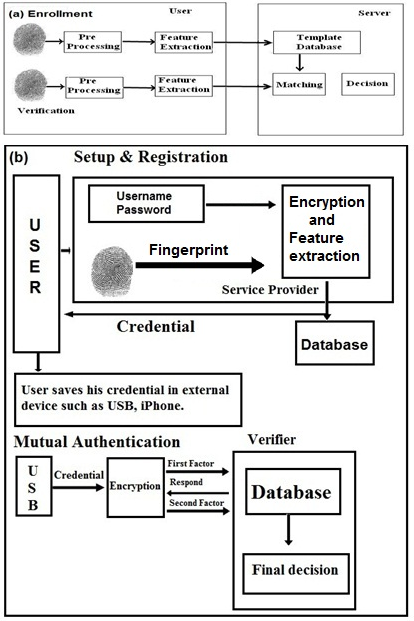 (a) Enrollment
User
Server
Pre
Processing
Feature
Extraction
Template
Database
Pre
Processing
Feature
Extraction
Matching
Decision
Verification
(b)
Setup & Registration
USER
Username
Password
Encryption
and
Feature
extraction
Fingerprint
Service Provider
Credential
Database
User saves his credential in external
device such as USB, iPhone.
Mutual Authentication
Verifier
USB
Credential
Encryption
First Factor
Respond
Second Factor
Database
Final decision